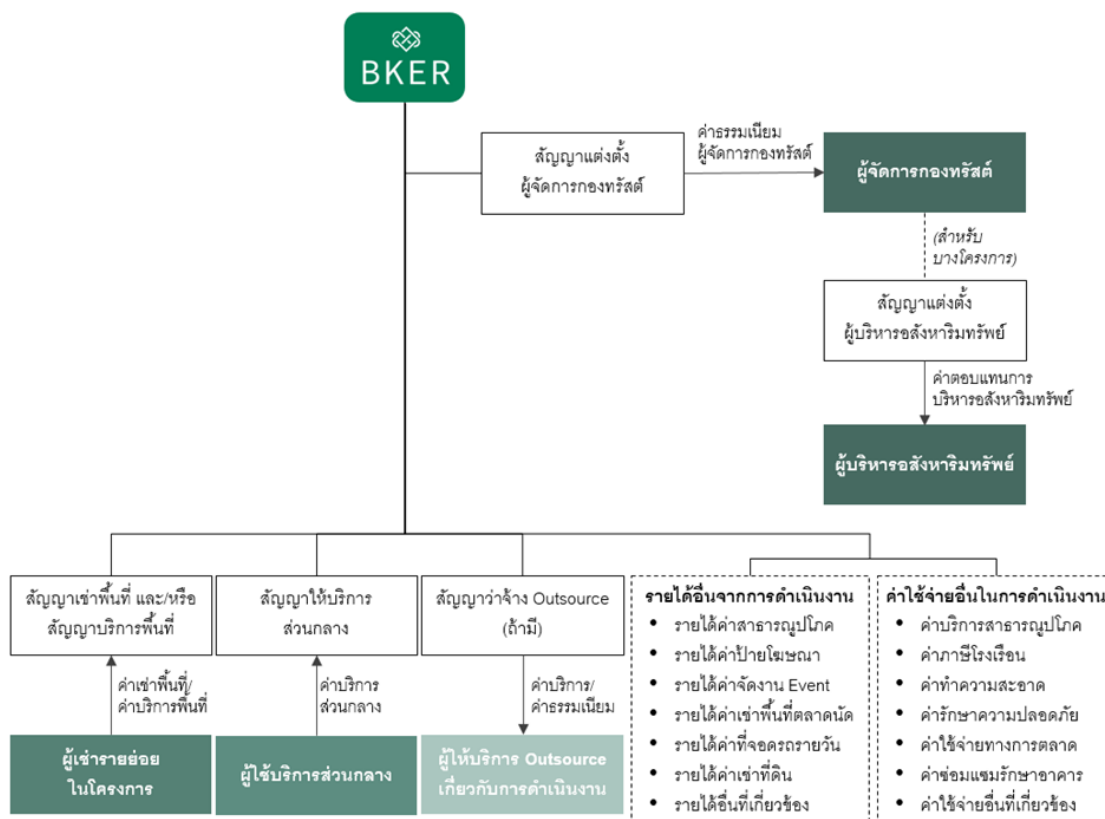 BKER
สัญญาแต่งตั้ง
ผู้จัดการกองทรัสต์
ค่าธรรมเนียม
ผู้จัดการกองทรัสต์
ผู้จัดการกองทรัสต์
(สำหรับ
บางโครงการ)
สัญญาแต่งตั้ง
ผู้บริหารอสังหาริมทรัพย์
ค่าตอบแทนการ
บริหารอสังหาริมทรัพย์
ผู้บริหารอสังหาริมทรัพย์
สัญญาเช่าพื้นที่ และ/หรือ
สัญญาบริการพื้นที่
ค่าเช่าพื้นที่/
ค่าบริการพื้นที่
ผู้เช่ารายย่อย
ในโครงการ
สัญญาให้บริการ
ส่วนกลาง
ค่าบริการ
ส่วนกลาง
ผู้ใช้บริการส่วนกลาง
สัญญาว่าจ้าง Outsource
(ถ้ามี)
ค่าบริการ/
ค่าธรรมเนียม
ผู้ให้บริการ Outsource
เกี่ยวกับการดำเนินงาน
รายได้อื่นจากการดำเนินงาน
• รายได้ค่าสาธารณูปโภค
• รายได้ค่าป้ายโฆษณา
• รายได้ค่าจัดงาน Event
• รายได้ค่าเช่าพื้นที่ตลาดนัด
• รายได้ค่าที่จอดรถรายวัน
• รายได้ค่าเช่าที่ดิน
• รายได้อื่นที่เกี่ยวข้อง
ค่าใช้จ่ายอื่นในการดำเนินงาน
• ค่าบริการสาธารณูปโภค
• ค่าภาษีโรงเรือน
• ค่าทำความสะอาด
• ค่ารักษาความปลอดภัย
• ค่าใช้จ่ายทางการตลาด
• ค่าซ่อมแซมรักษาอาคาร
• ค่าใช้จ่ายอื่นที่เกี่ยวข้อง